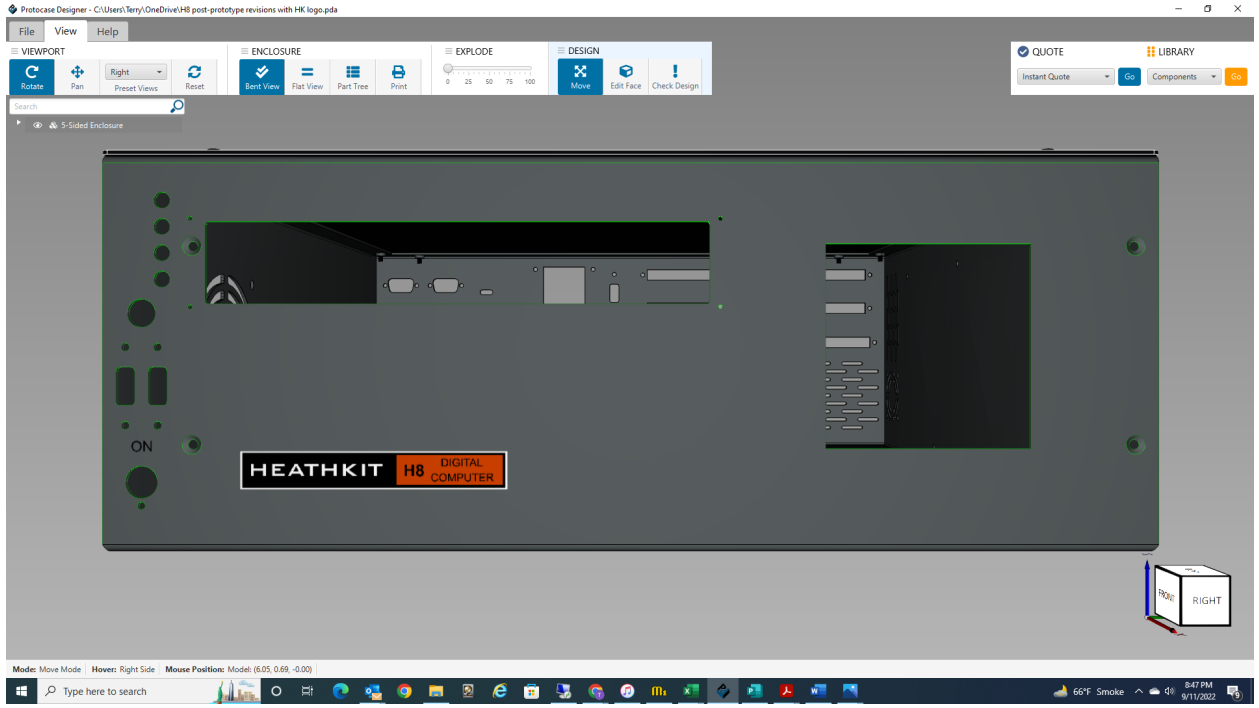 Protocase Designer - C:\Users\Terry\OneDrive\H8 post-prototype revisions with HK logo.pda
File View Help
VIEWPORT ENCLOSURE EXPLODE DESIGN QUOTE LIBRARY
Right
0 25 50 75 100
Instant Quote Go Components Go
Rotate Pan Preset Views Reset Bent View Flat View Part Tree Print Move Edit Face Check Design
Search
5-Sided Enclosure
ON
HEATHKIT H8 DIGITAL
COMPUTER
FRONT RIGHT
Mode: Move Mode Hover: Right Side Mouse Position: Model: (6.05, 0.69, -0.00)
Type here to search
66°F Smoke
8:47 PM
9/11/2022